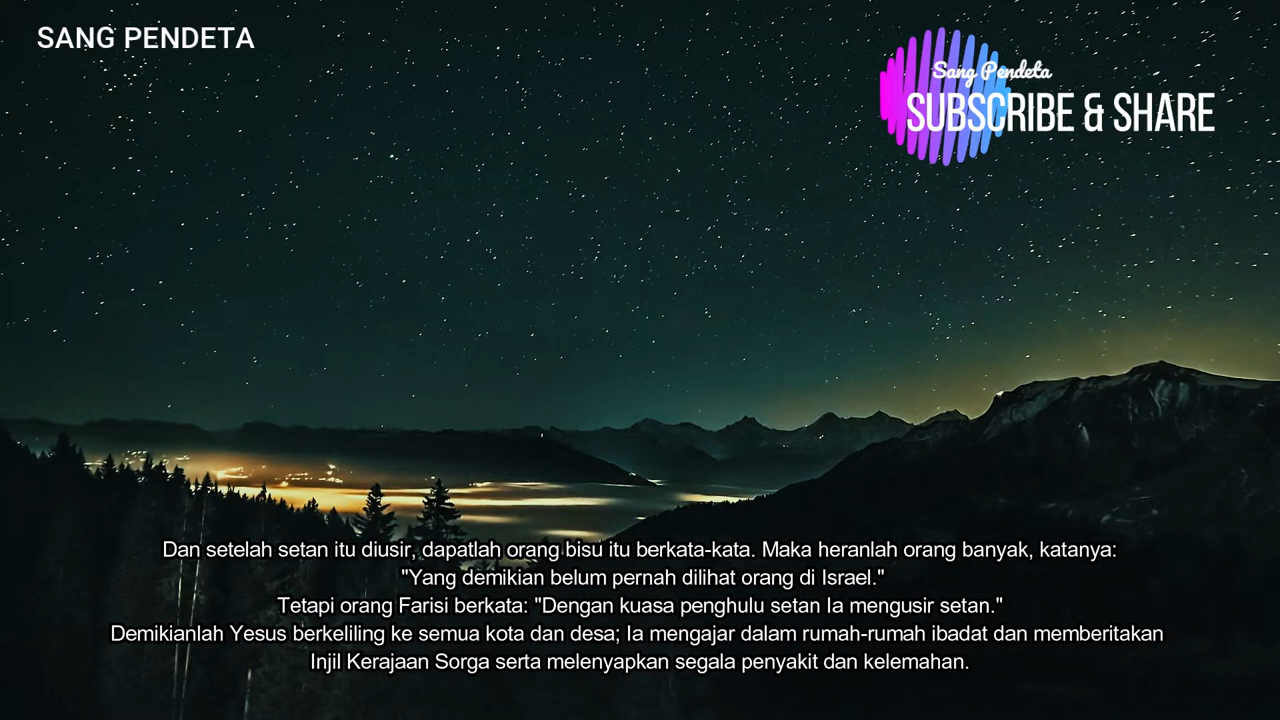 SANG PENDETA
Sang Pendeta
SUBSCRIBE & SHARE
Dan setelah setan itu diusir, dapatlah orang bisu itu berkata-kata. Maka heranlah orang banyak, katanya:
"Yang demikian belum pernah dilihat orang di Israel."
Tetapi orang Farisi berkata: "Dengan kuasa penghulu setan Ia mengusir setan."
Demikianlah Yesus berkeliling ke semua kota dan desa; Ia mengajar dalam rumah-rumah ibadat dan memberitakan
Injil Kerajaan Sorga serta melenyapkan segala penyakit dan kelemahan.